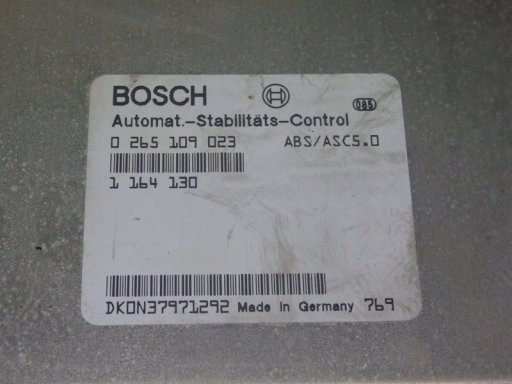 BOSCH 085
Automat.-Stabilitäts-Control
0 265 109 023 ABS/ASC5.0
1 164 130
DK0N37971292 Made in Germany 769